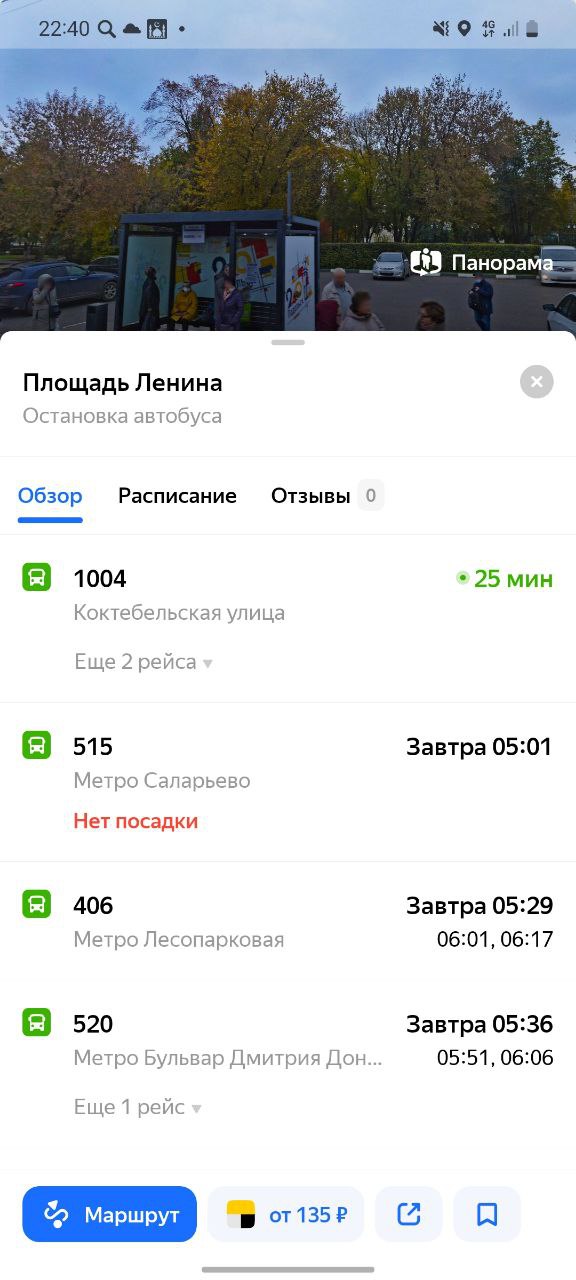 22:40
4G
Панорама
Площадь Ленина
Остановка автобуса
Обзор Расписание Отзывы 0
1004 25 мин
Коктебельская улица
Еще 2 рейса
515 Завтра 05:01
Метро Саларьево
Нет посадки
406 Завтра 05:29
Метро Лесопарковая 06:01, 06:17
520 Завтра 05:36
Метро Бульвар Дмитрия Дон... 05:51, 06:06
Еще 1 рейс
Маршрут от 135 ₽